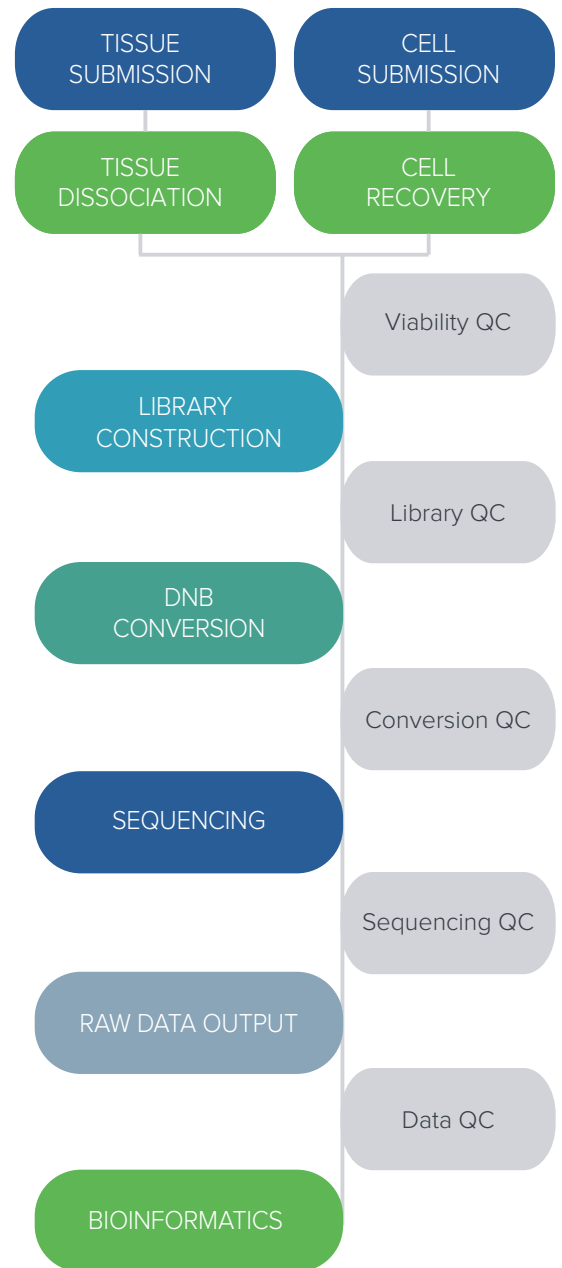 TISSUE
SUBMISSION
CELL
SUBMISSION
TISSUE
DISSOCIATION
CELL
RECOVERY
Viability QC
LIBRARY
CONSTRUCTION
Library QC
DNB
CONVERSION
Conversion QC
SEQUENCING
Sequencing QC
RAW DATA OUTPUT
Data QC
BIOINFORMATICS